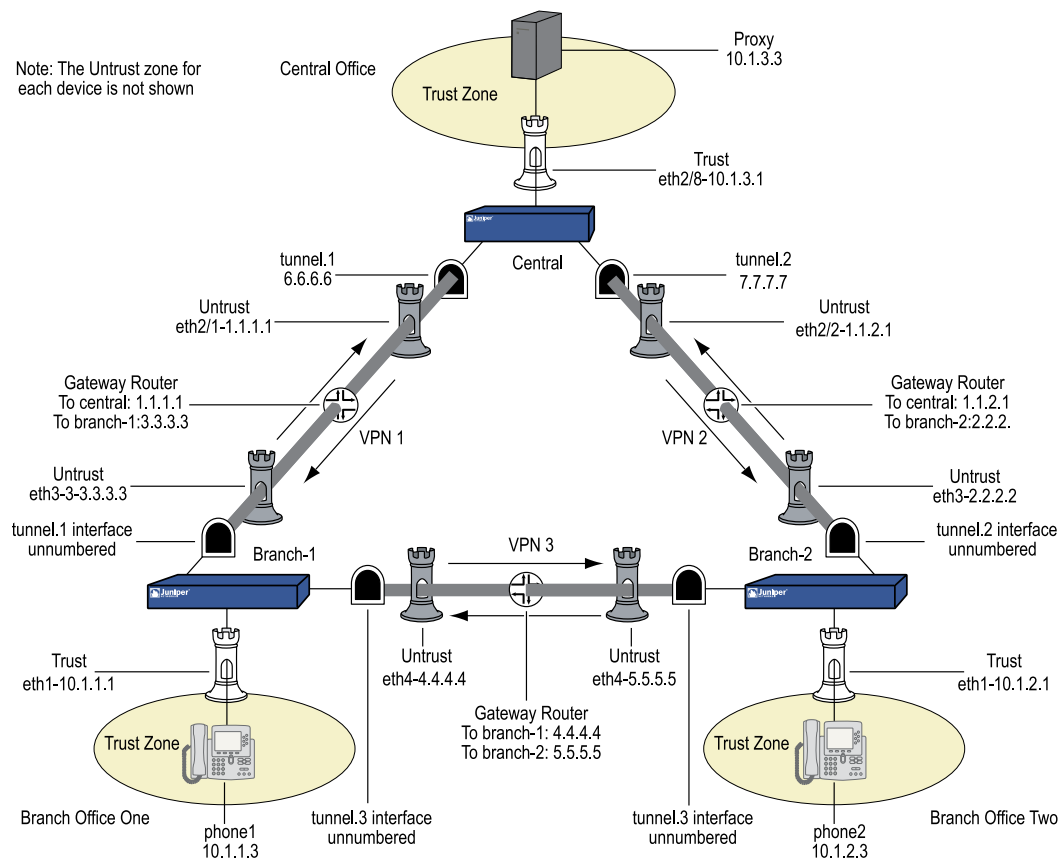 Proxy
10.1.3.3
Note: The Untrust zone for
each device is not shown
Central Office
Trust Zone
Trust
eth2/8-10.1.3.1
Juniper
Central
tunnel.1
6.6.6.6
tunnel.2
7.7.7.7
Untrust
eth2/1-1.1.1.1
Untrust
eth2/2-1.1.2.1
Gateway Router
To central: 1.1.1.1
To branch-1:3.3.3.3
VPN 1
VPN 2
Gateway Router
To central: 1.1.2.1
To branch-2:2.2.2.
Untrust
eth3-3-3.3.3.3
Untrust
eth3-2.2.2.2
tunnel.1 interface
unnumbered
tunnel.2 interface
unnumbered
Branch-1
VPN 3
Branch-2
Juniper
Juniper
Trust
eth1-10.1.1.1
Untrust
eth4-4.4.4.4
Untrust
eth4-5.5.5.5
Trust
eth1-10.1.2.1
Gateway Router
To branch-1: 4.4.4.4
To branch-2: 5.5.5.5
Trust Zone
Trust Zone
Branch Office One
phone1
10.1.1.3
tunnel.3 interface
unnumbered
tunnel.3 interface
unnumbered
phone2
10.1.2.3
Branch Office Two